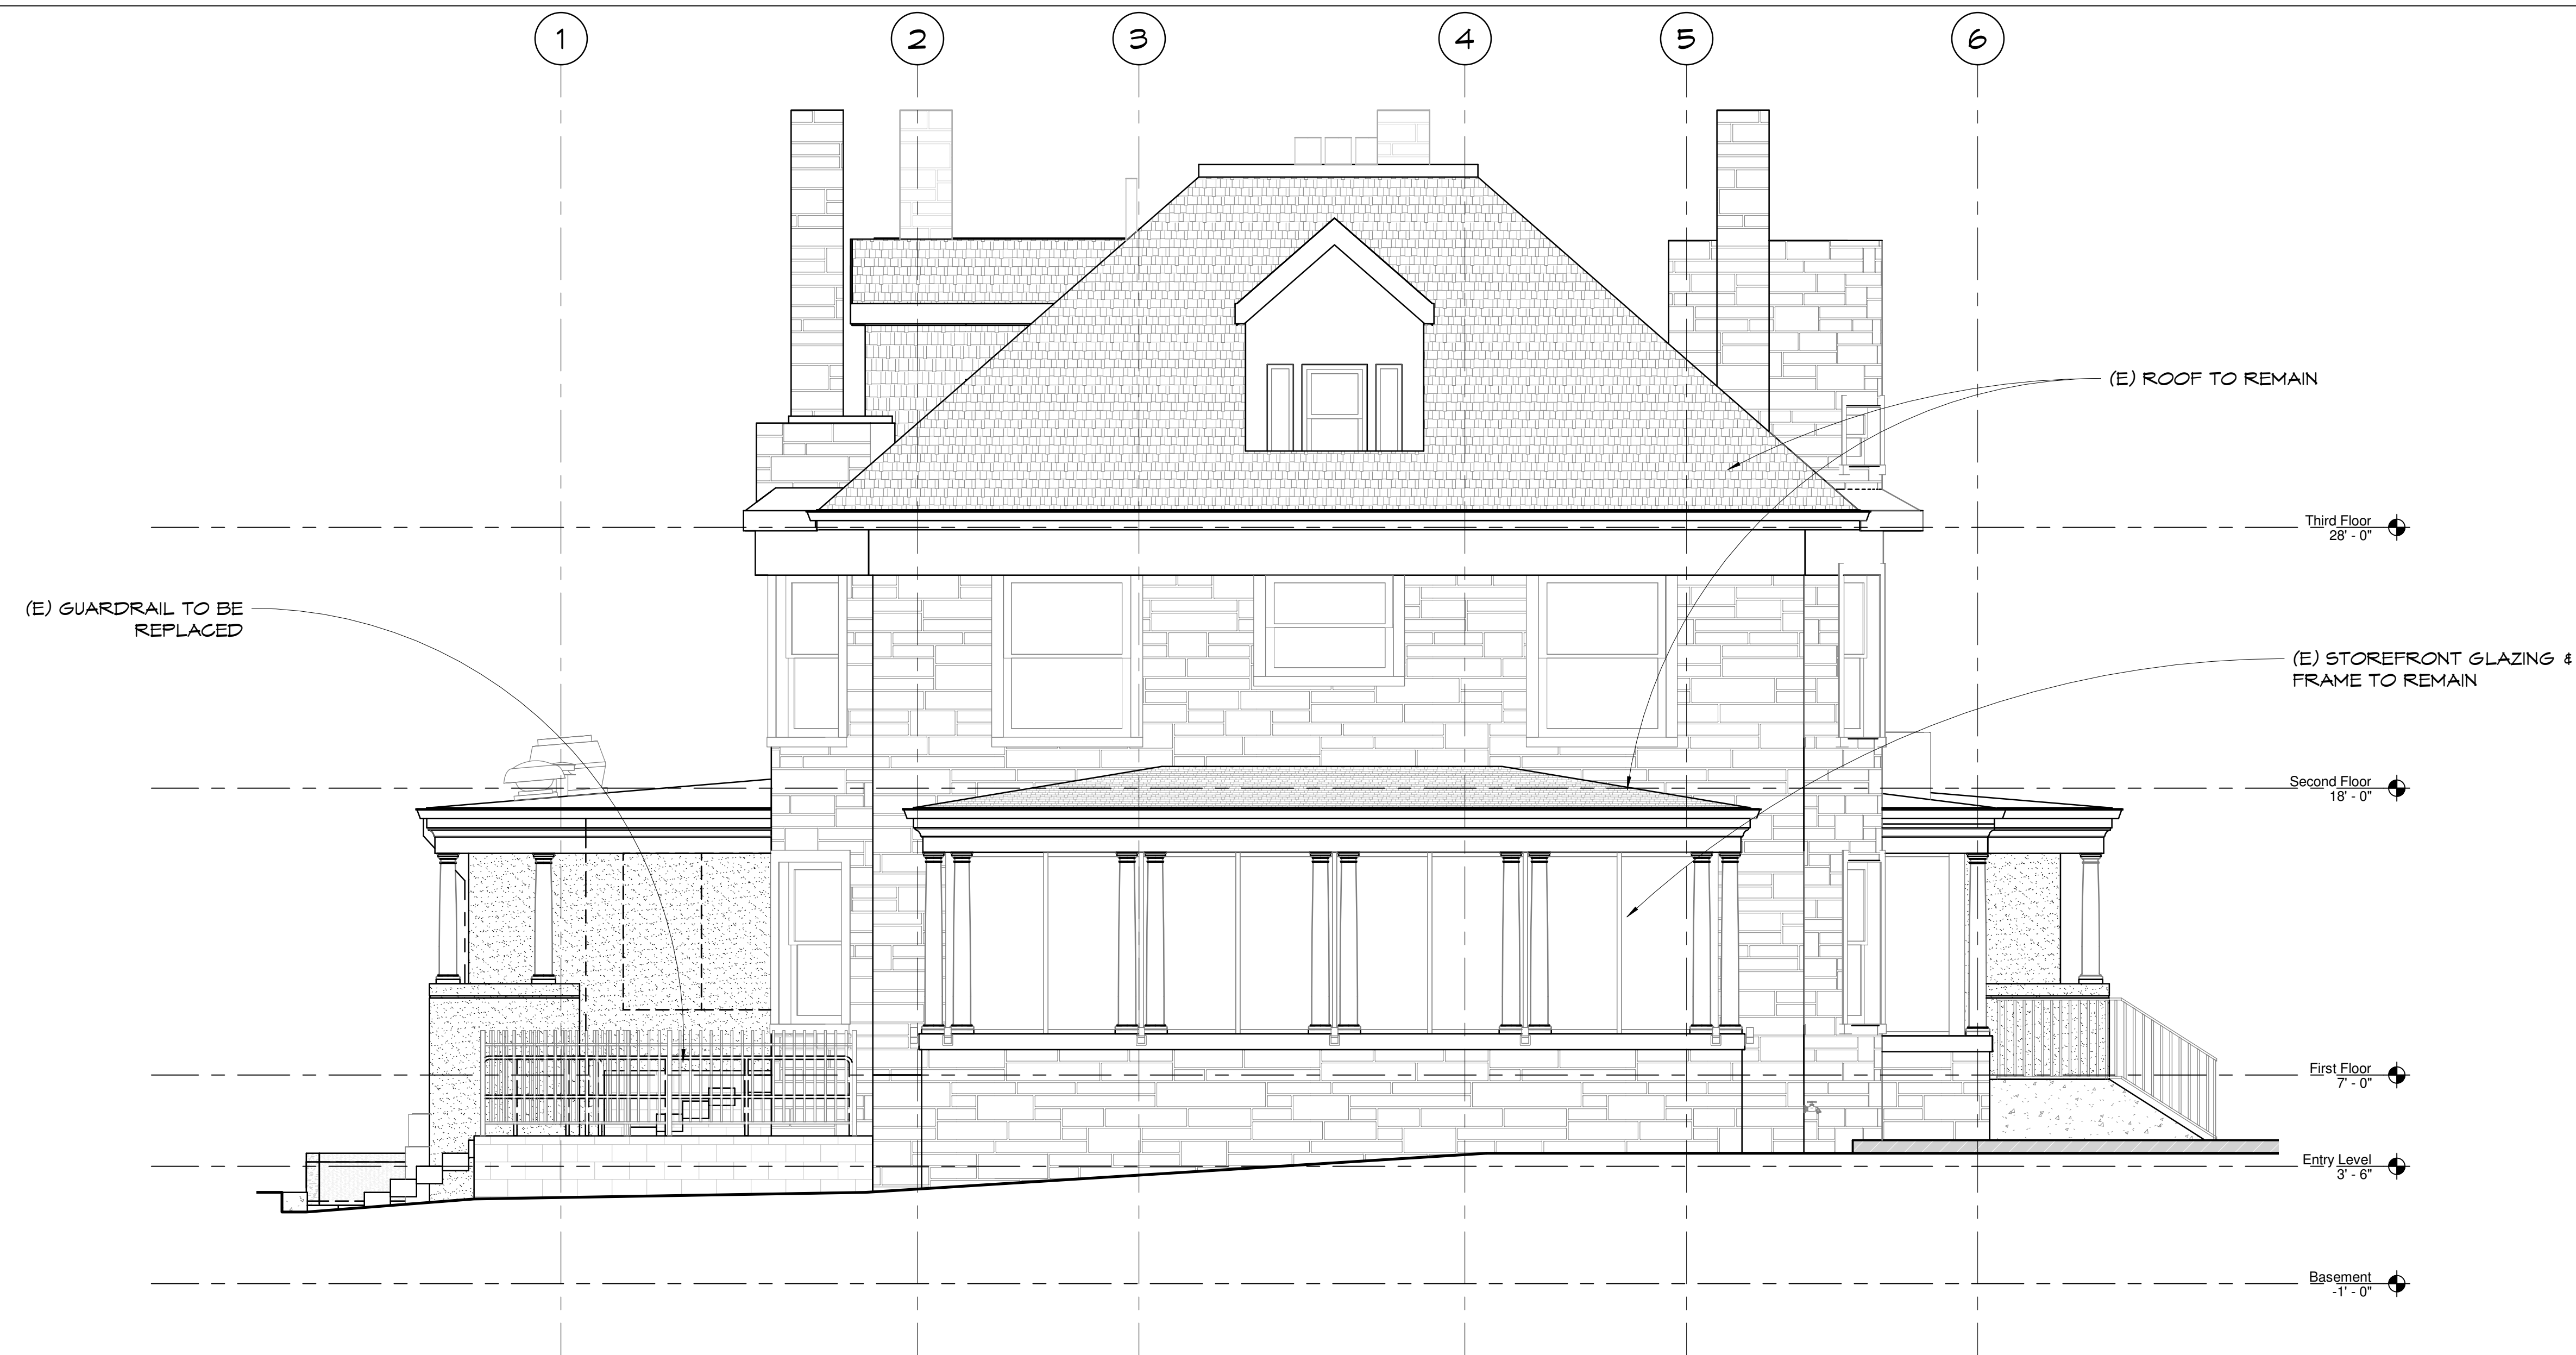 1
2
3
4
5
6
(E) ROOF TO REMAIN
Third Floor
28' - 0"
(E) GUARDRAIL TO BE
REPLACED
(E) STOREFRONT GLAZING &
FRAME TO REMAIN
Second Floor
18' - 0"
First Floor
7' - 0"
Entry Level
3' - 6"
Basement
-1' - 0"